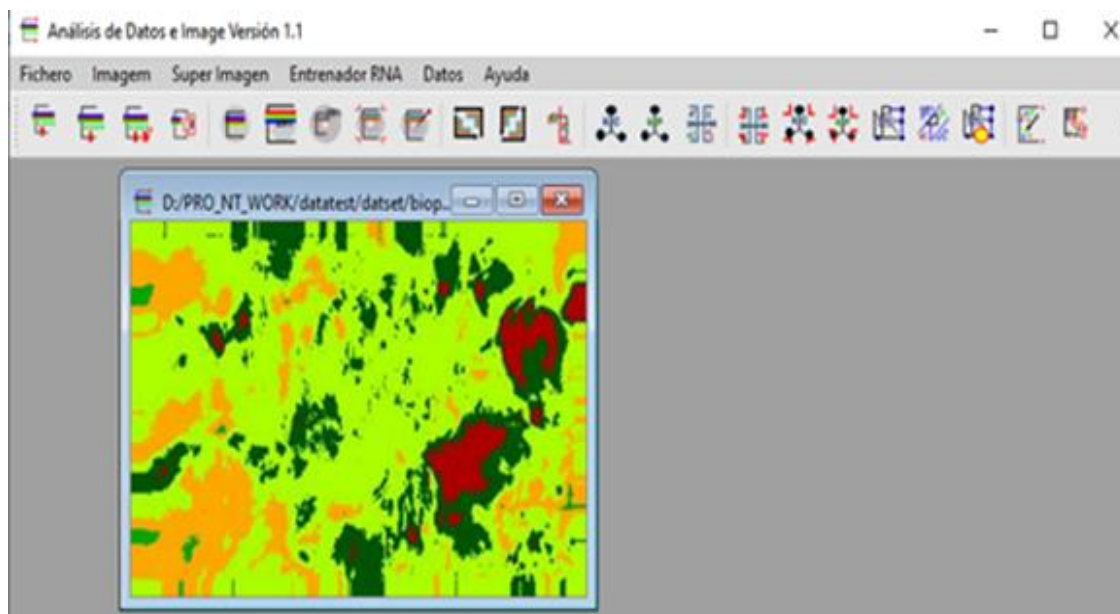 Análisis de Datos e Image Versión 1.1
Fichero Imagem Super Imagen Entrenador RNA Datos Ayuda
D:/PRO_NT_WORK/datatest/datset/biop...